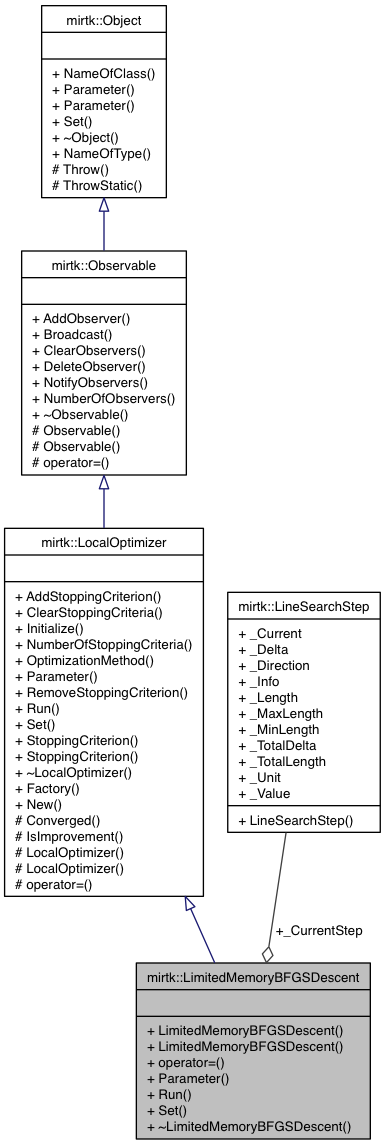 mirtk::Object
+ NameOfClass()
+ Parameter()
+ Parameter()
+ Set()
+ ~Object()
+ NameOfType()
# Throw()
# ThrowStatic()
mirtk::Observable
+ AddObserver()
+ Broadcast()
+ ClearObservers()
+ DeleteObserver()
+ NotifyObservers()
+ NumberOfObservers()
+ ~Observable()
# Observable()
# Observable()
# operator=()
mirtk::LocalOptimizer
+ AddStoppingCriterion()
+ ClearStoppingCriteria()
+ Initialize()
+ NumberOfStoppingCriteria()
+ OptimizationMethod()
+ Parameter()
+ RemoveStoppingCriterion()
+ Run()
+ Set()
+ StoppingCriterion()
+ StoppingCriterion()
+ ~LocalOptimizer()
+ Factory()
+ New()
# Converged()
# IsImprovement()
# LocalOptimizer()
# LocalOptimizer()
# operator=()
mirtk::LineSearchStep
+ _Current
+ _Delta
+ _Direction
+ _Info
+ _Length
+ _MaxLength
+ _MinLength
+ _TotalDelta
+ _TotalLength
+ _Unit
+ _Value
+ LineSearchStep()
+_CurrentStep
mirtk::LimitedMemoryBFGSDescent
+ LimitedMemoryBFGSDescent()
+ LimitedMemoryBFGSDescent()
+ operator=()
+ Parameter()
+ Run()
+ Set()
+ ~LimitedMemoryBFGSDescent()